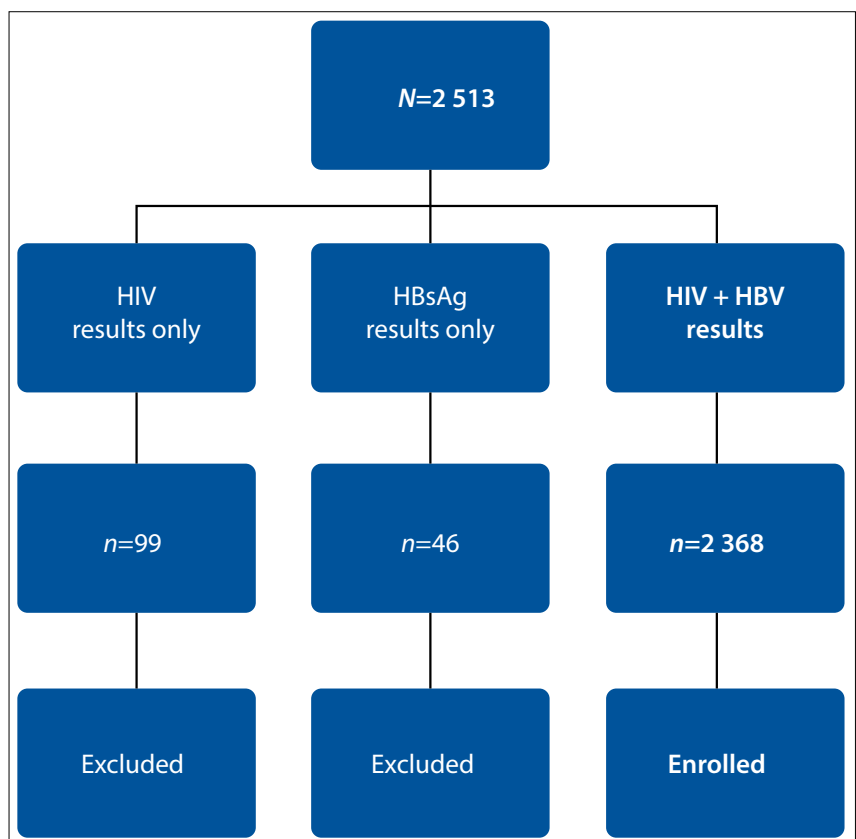 N=2 513
HIV
results only
HBsAg
results only
HIV + HBV
results
n=99
n=46
n=2 368
Excluded
Excluded
Enrolled